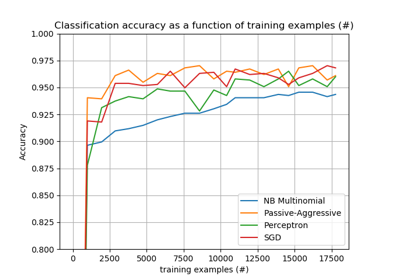 Classification accuracy as a function of training examples (#)
1.000
0.975
0.950
0.925
0.900
0.875
0.850
0.825
0.800
Accuracy
NB Multinomial
Passive-Aggressive
Perceptron
SGD
0 2500 5000 7500 10000 12500 15000 17500
training examples (#)